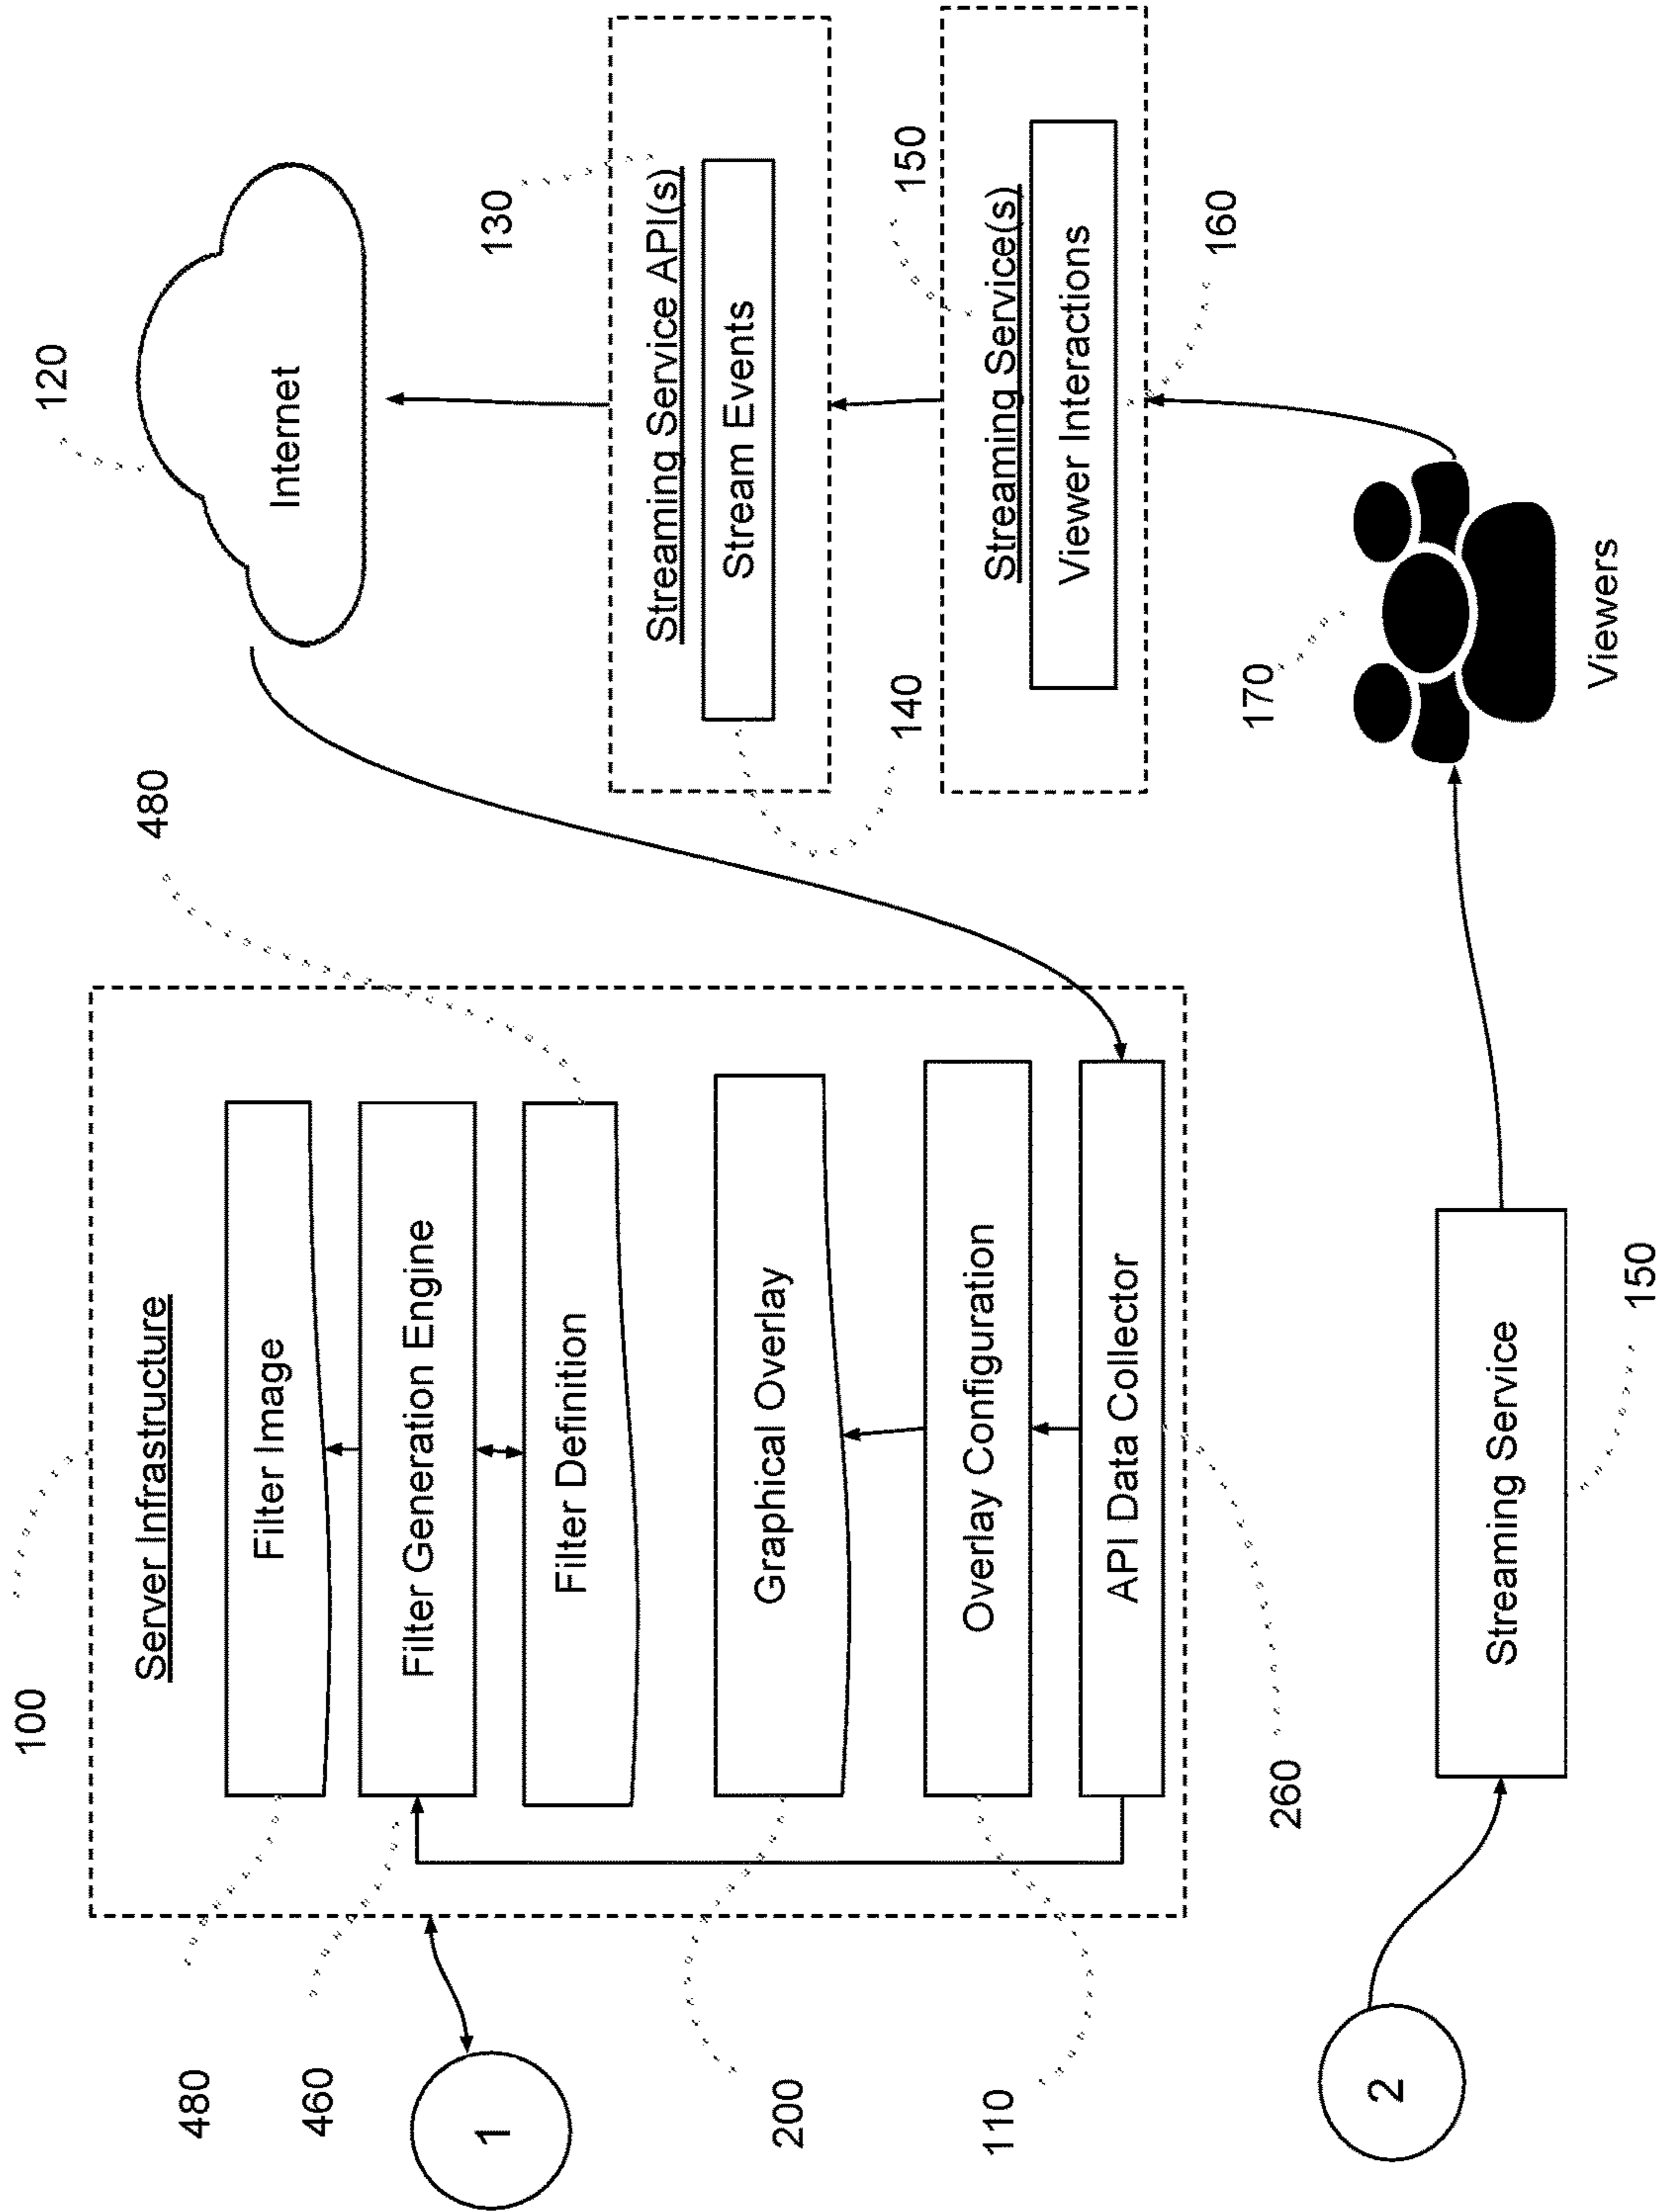 100
120
480
Server Infrastructure
480
Filter Image
Internet
460
Filter Generation Engine
1
130
Filter Definition
Streaming Service API(s)
Stream Events
Graphical Overlay
200
140
150
Overlay Configuration
110
Streaming Service(s)
Viewer Interactions
API Data Collector
160
170
260
2
Streaming Service
Viewers
150